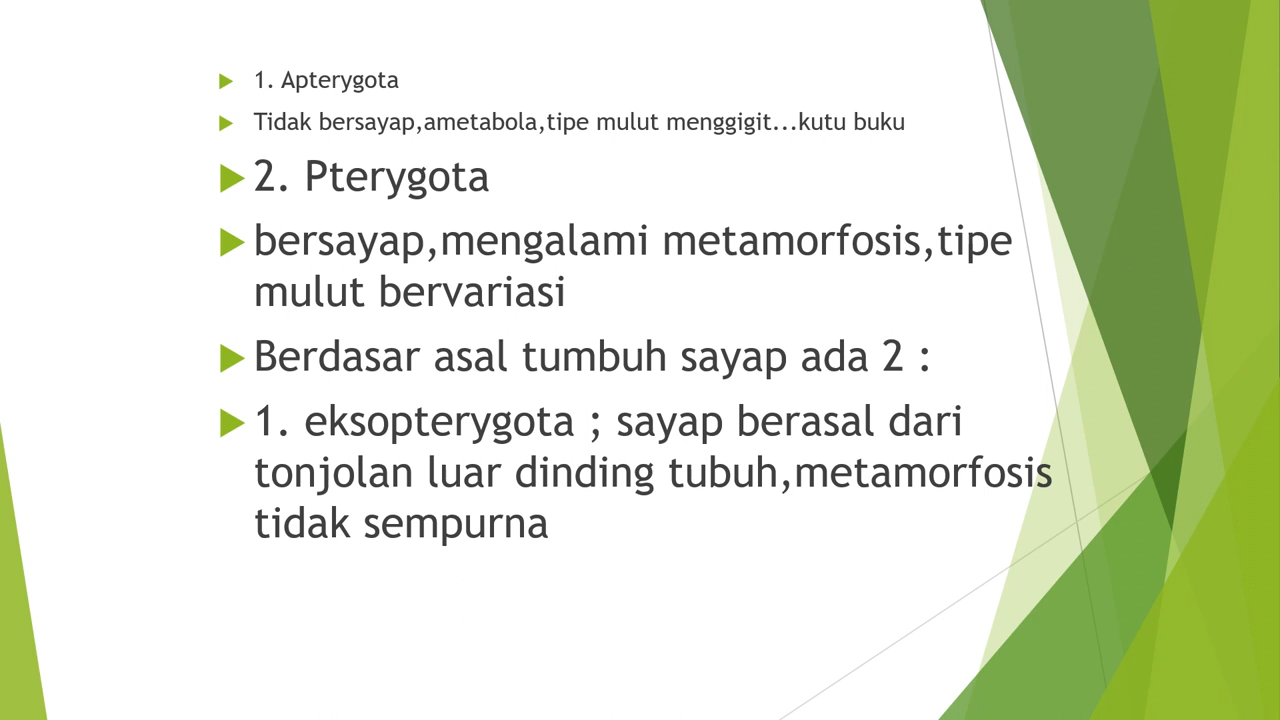 1. Apterygota
Tidak bersayap,ametabola,tipe mulut menggigit...kutu buku
2. Pterygota
bersayap,mengalami metamorfosis,tipe
mulut bervariasi
Berdasar asal tumbuh sayap ada 2 :
1. eksopterygota ; sayap berasal dari
tonjolan luar dinding tubuh,metamorfosis
tidak sempurna